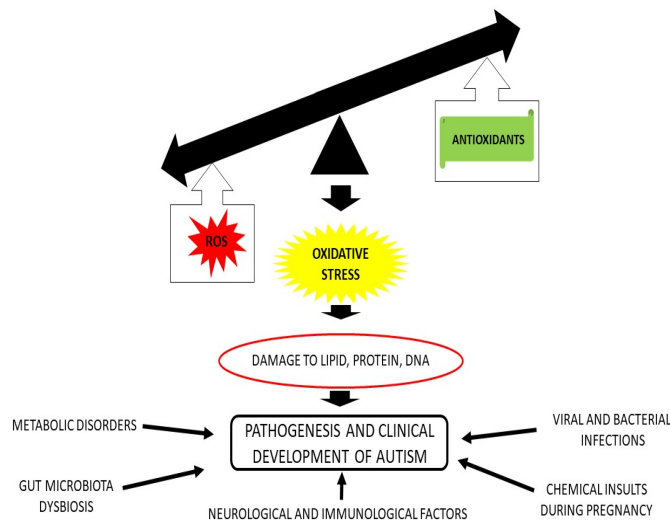 ANTIOXIDANTS
ROS
OXIDATIVE
STRESS
DAMAGE TO LIPID, PROTEIN, DNA
METABOLIC DISORDERS
PATHOGENESIS AND CLINICAL
DEVELOPMENT OF AUTISM
VIRAL AND BACTERIAL
INFECTIONS
GUT MICROBIOTA
DYSBIOSIS
NEUROLOGICAL AND IMMUNOLOGICAL FACTORS
CHEMICAL INSULTS
DURING PREGNANCY